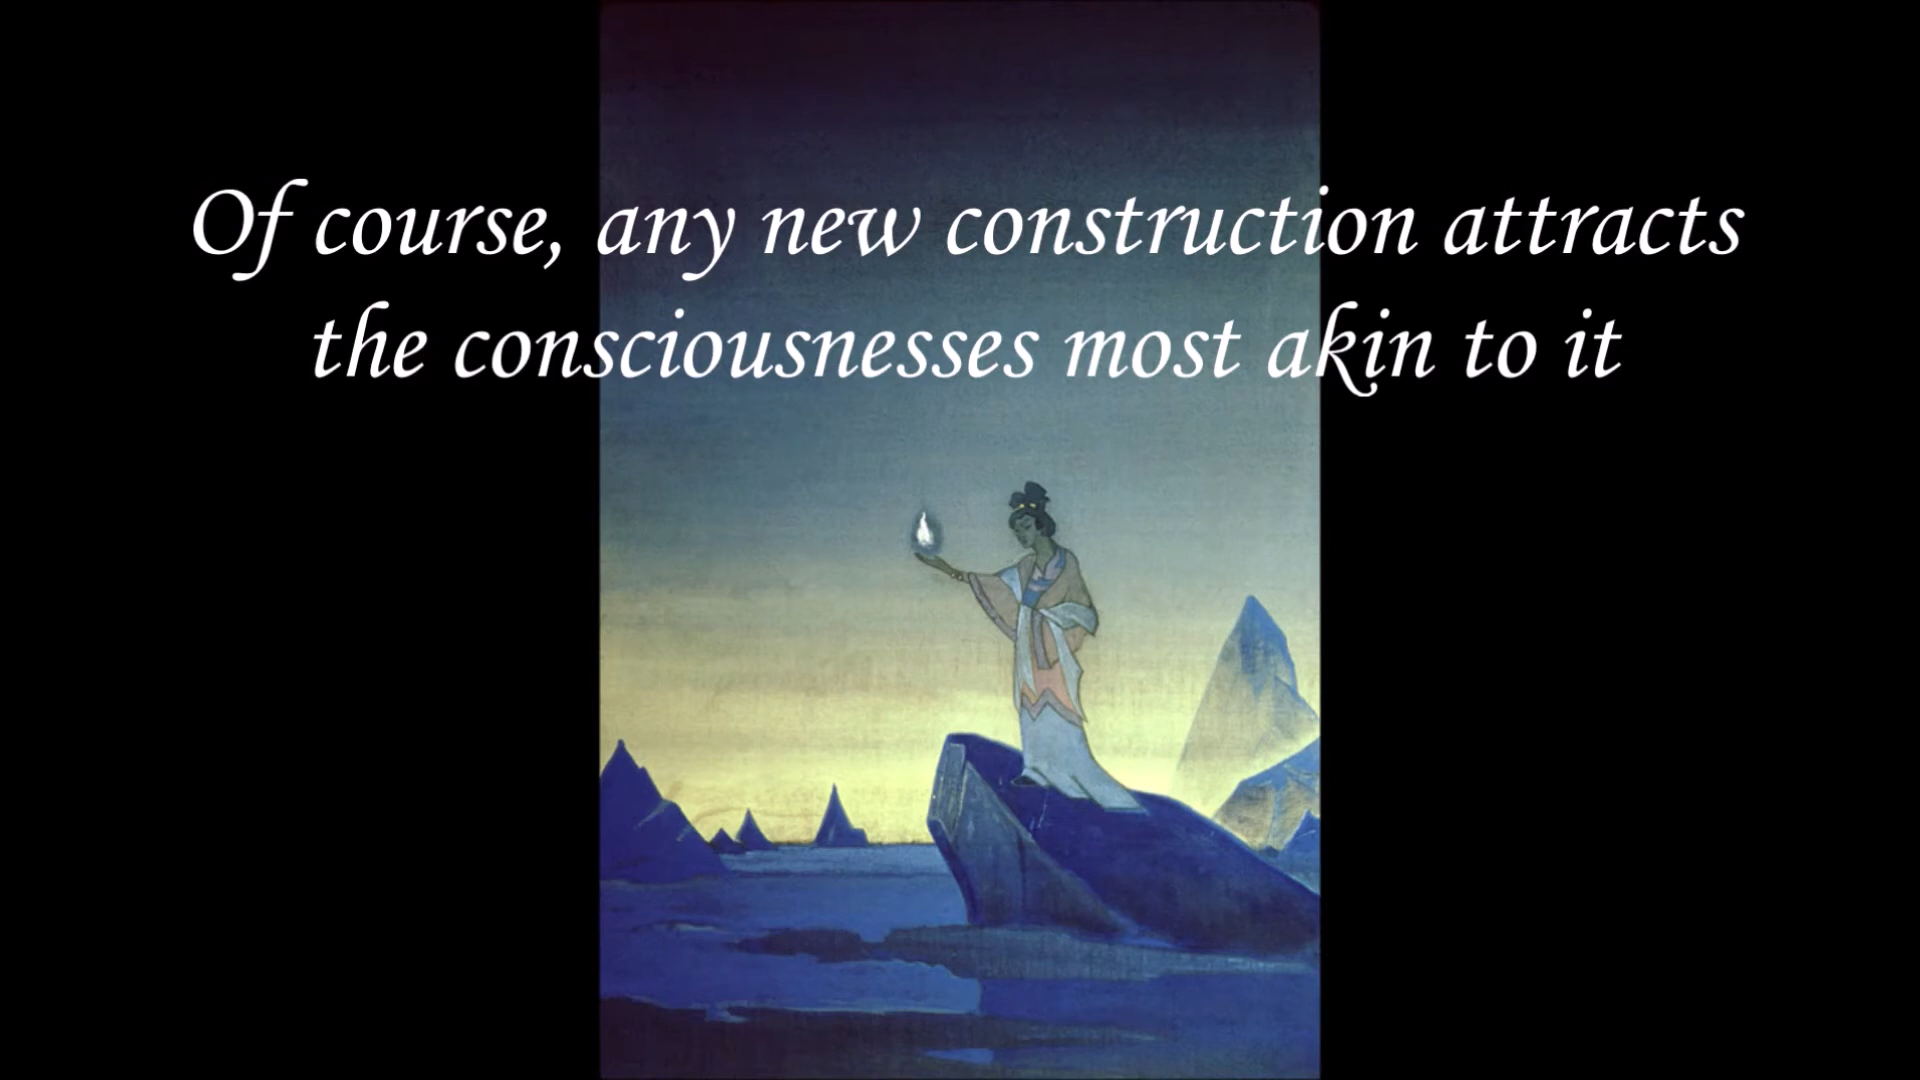 Of course, any new construction attracts
the consciousnesses most akin to it